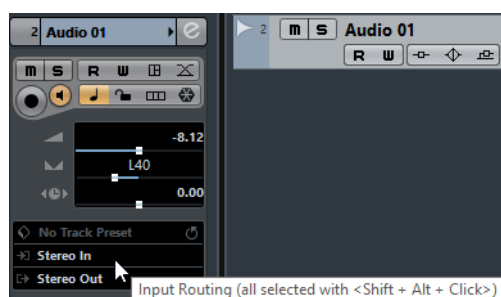 2 Audio 01 e
m S R W
-8.12
L40
0.00
No Track Preset
Stereo In
Stereo Out
2 m S Audio 01
R W
Input Routing (all selected with <Shift + Alt + Click>)